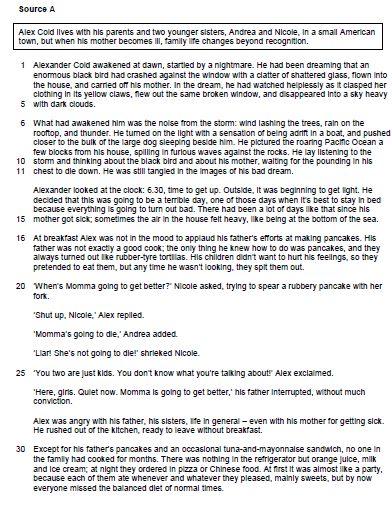 Source A
Alex Cold lives with his parents and two younger sisters, Andrea and Nicole, in a small American
town, but when his mother becomes ill, family life changes beyond recognition.
1 Alexander Cold awakened at dawn, startled by a nightmare. He had been dreaming that an
enormous black bird had crashed against the window with a clatter of shattered glass, flown into
the house, and carried off his mother. In the dream, he had watched helplessly as it clasped her
clothing in its yellow claws, flew out the same broken window, and disappeared into a sky heavy
5 with dark clouds.
6 What had awakened him was the noise from the storm: wind lashing the trees, rain on the
rooftop, and thunder. He turned on the light with a sensation of being adrift in a boat, and pushed
closer to the bulk of the large dog sleeping beside him. He pictured the roaring Pacific Ocean a
few blocks from his house, spilling in furious waves against the rocks. He lay listening to the
10 storm and thinking about the black bird and about his mother, waiting for the pounding in his
11 chest to die down. He was still tangled in the images of his bad dream.
Alexander looked at the clock: 6.30, time to get up. Outside, it was beginning to get light. He
decided that this was going to be a terrible day, one of those days when it's best to stay in bed
because everything is going to turn out bad. There had been a lot of days like that since his
15 mother got sick; sometimes the air in the house felt heavy, like being at the bottom of the sea.
16 At breakfast Alex was not in the mood to applaud his father's efforts at making pancakes. His
father was not exactly a good cook; the only thing he knew how to do was pancakes, and they
always turned out like rubber-tyre tortillas. His children didn't want to hurt his feelings, so they
pretended to eat them, but any time he wasn't looking, they spit them out.
20 'When's Momma going to get better?' Nicole asked, trying to spear a rubbery pancake with her
fork.
'Shut up, Nicole,' Alex replied.
'Momma's going to die,' Andrea added.
'Liar! She's not going to die!' shrieked Nicole.
25 'You two are just kids. You don't know what you're talking about!' Alex exclaimed.
'Here, girls. Quiet now. Momma is going to get better,' his father interrupted, without much
conviction.
Alex was angry with his father, his sisters, life in general – even with his mother for getting sick.
He rushed out of the kitchen, ready to leave without breakfast.
30 Except for his father's pancakes and an occasional tuna-and-mayonnaise sandwich, no one in
the family had cooked for months. There was nothing in the refrigerator but orange juice, milk
and ice cream; at night they ordered in pizza or Chinese food. At first it was almost like a party,
because each of them ate whenever and whatever they pleased, mainly sweets, but by now
everyone missed the balanced diet of normal times.